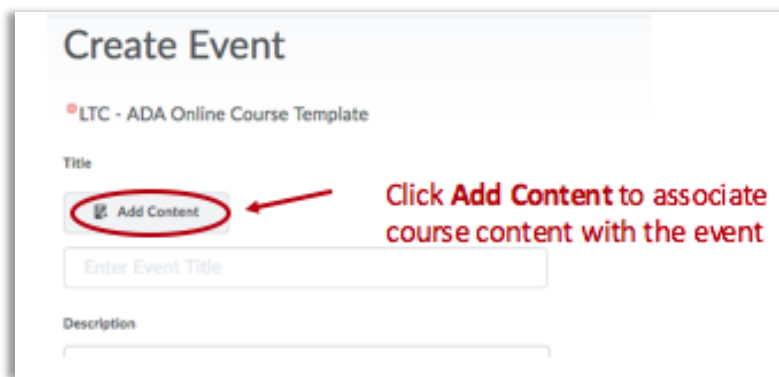 Create Event
LTC - ADA Online Course Template
Title
Add Content
Click Add Content to associate
course content with the event
Enter Event Title
Description